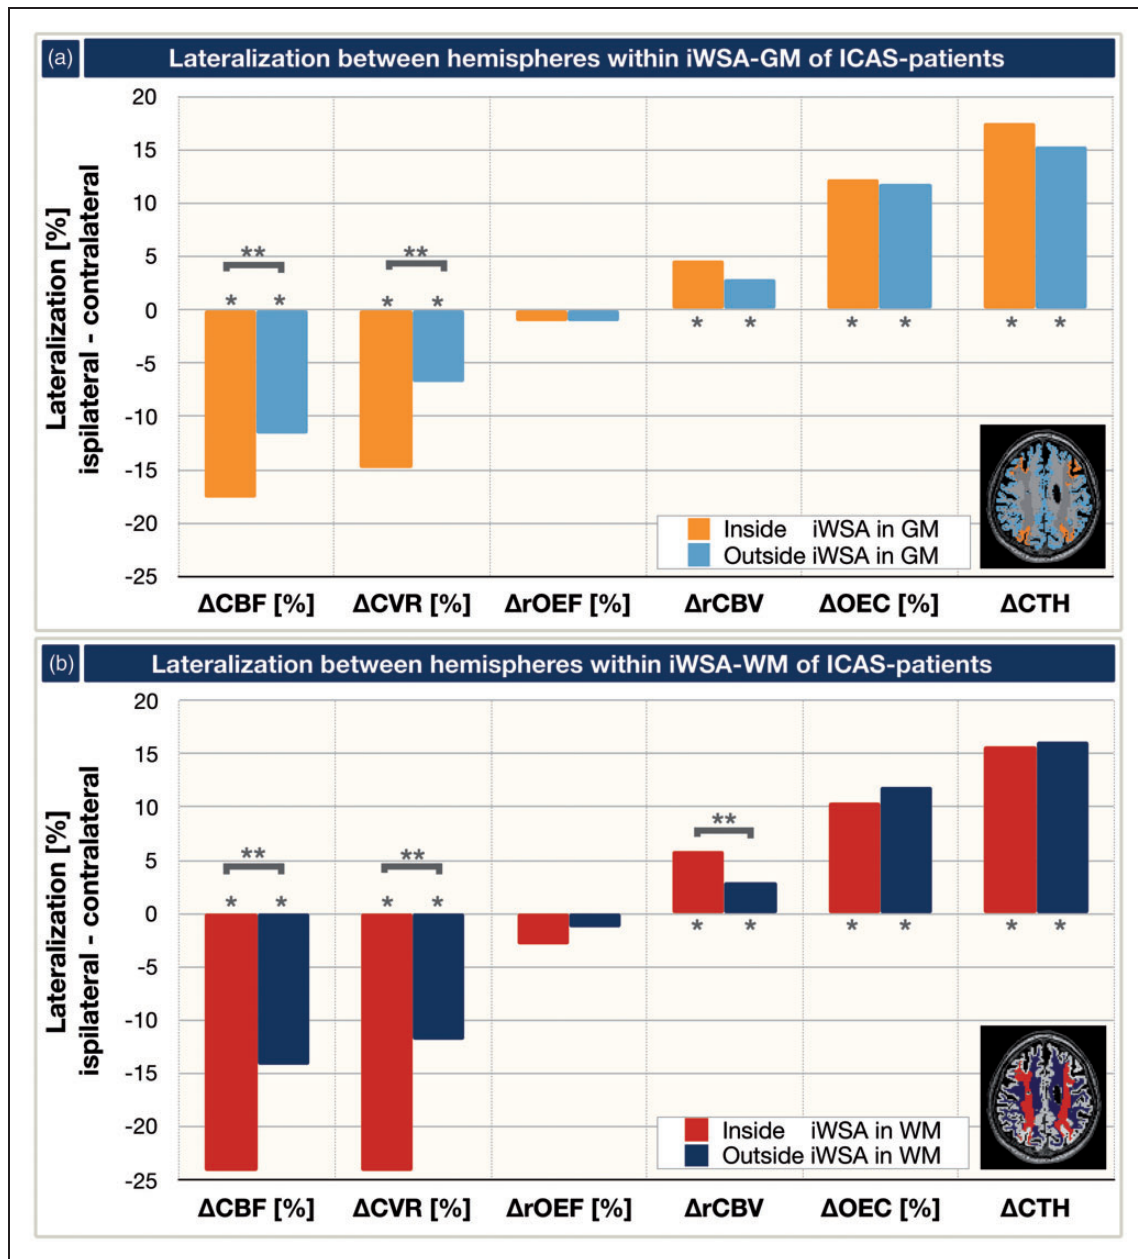 (a) Lateralization between hemispheres within iWSA-GM of ICAS-patients
Lateralization [%]
ispilateral - contralateral
20
15
10
5
0
-5
-10
-15
-20
-25
** **
* * * *
* * * * * *
Inside iWSA in GM
Outside iWSA in GM
ΔCBF [%] ΔCVR [%] ΔrOEF [%] ΔrCBV ΔOEC [%] ΔCTH
(b) Lateralization between hemispheres within iWSA-WM of ICAS-patients
Lateralization [%]
ispilateral - contralateral
20
15
10
5
0
-5
-10
-15
-20
-25
**
** **
* * * *
* * * * * *
Inside iWSA in WM
Outside iWSA in WM
ΔCBF [%] ΔCVR [%] ΔrOEF [%] ΔrCBV ΔOEC [%] ΔCTH